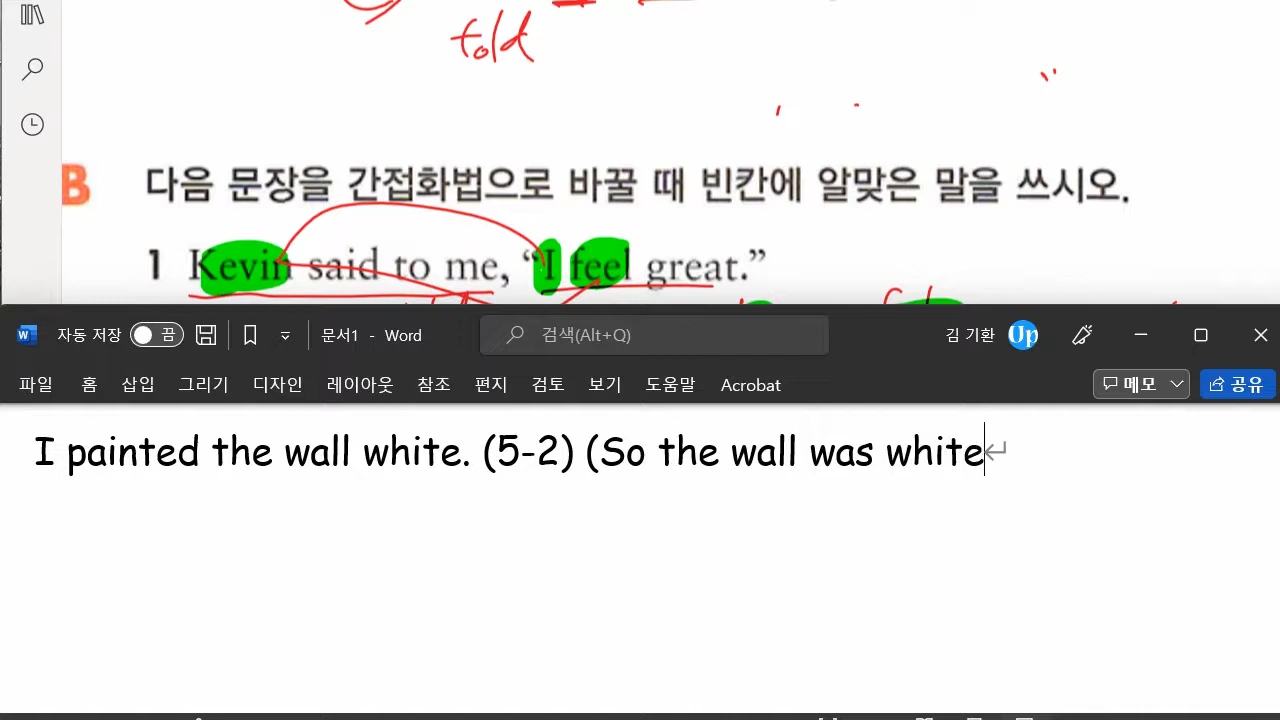 told
B 다음 문장을 간접화법으로 바꿀 때 빈칸에 알맞은 말을 쓰시오.
1 Kevin said to me, “I feel great.”
자동 저장 끔 문서1 - Word 검색(Alt+Q) 김 기환 Up
파일 홈 삽입 그리기 디자인 레이아웃 참조 편지 검토 보기 도움말 Acrobat 메모 공유
I painted the wall white. (5-2) (So the wall was white